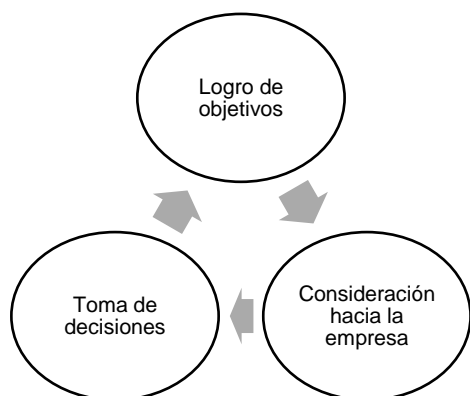 Logro de
objetivos
Consideración
hacia la
empresa
Toma de
decisiones